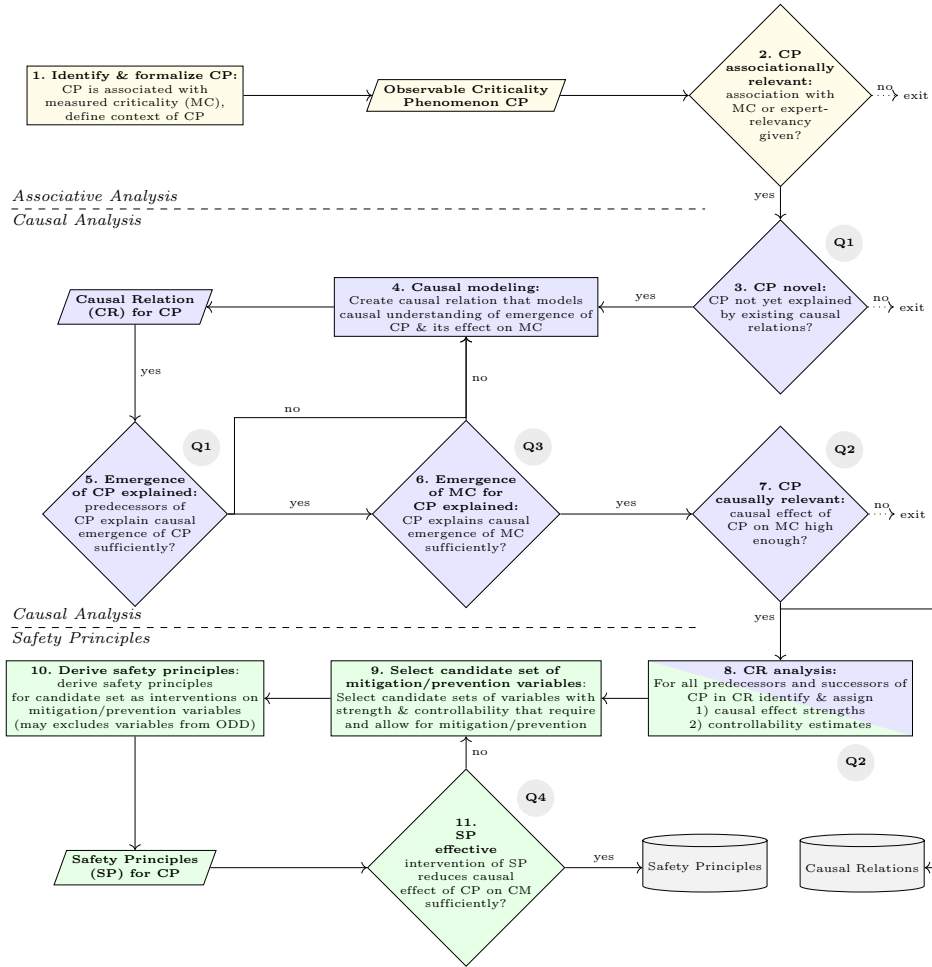 1. Identify & formalize CP:
CP is associated with
measured criticality (MC),
define context of CP
Observable Criticality
Phenomenon CP
2. CP
associationally
relevant:
association with
MC or expert-
relevancy
given?
no
exit
yes
Associative Analysis
Causal Analysis
Q1
3. CP novel:
CP not yet explained
by existing causal
relations?
no
exit
yes
4. Causal modeling:
Create causal relation that models
causal understanding of emergence of
CP & its effect on MC
Causal Relation
(CR) for CP
yes
no
no
Q1
5. Emergence
of CP explained:
predecessors of
CP explain causal
emergence of CP
sufficiently?
yes
Q3
6. Emergence
of MC for
CP explained:
CP explains causal
emergence of MC
sufficiently?
yes
Q2
7. CP
causally relevant:
causal effect of
CP on MC high
enough?
no
exit
yes
Causal Analysis
Safety Principles
10. Derive safety principles:
derive safety principles
for candidate set as interventions on
mitigation/prevention variables
(may excludes variables from ODD)
9. Select candidate set of
mitigation/prevention variables:
Select candidate sets of variables with
strength & controllability that require
and allow for mitigation/prevention
8. CR analysis:
For all predecessors and successors of
CP in CR identify & assign
1) causal effect strengths
2) controllability estimates
Q2
no
Q4
Safety Principles
(SP) for CP
11.
SP
effective
intervention of SP
reduces causal
effect of CP on CM
sufficiently?
yes
Safety Principles
Causal Relations